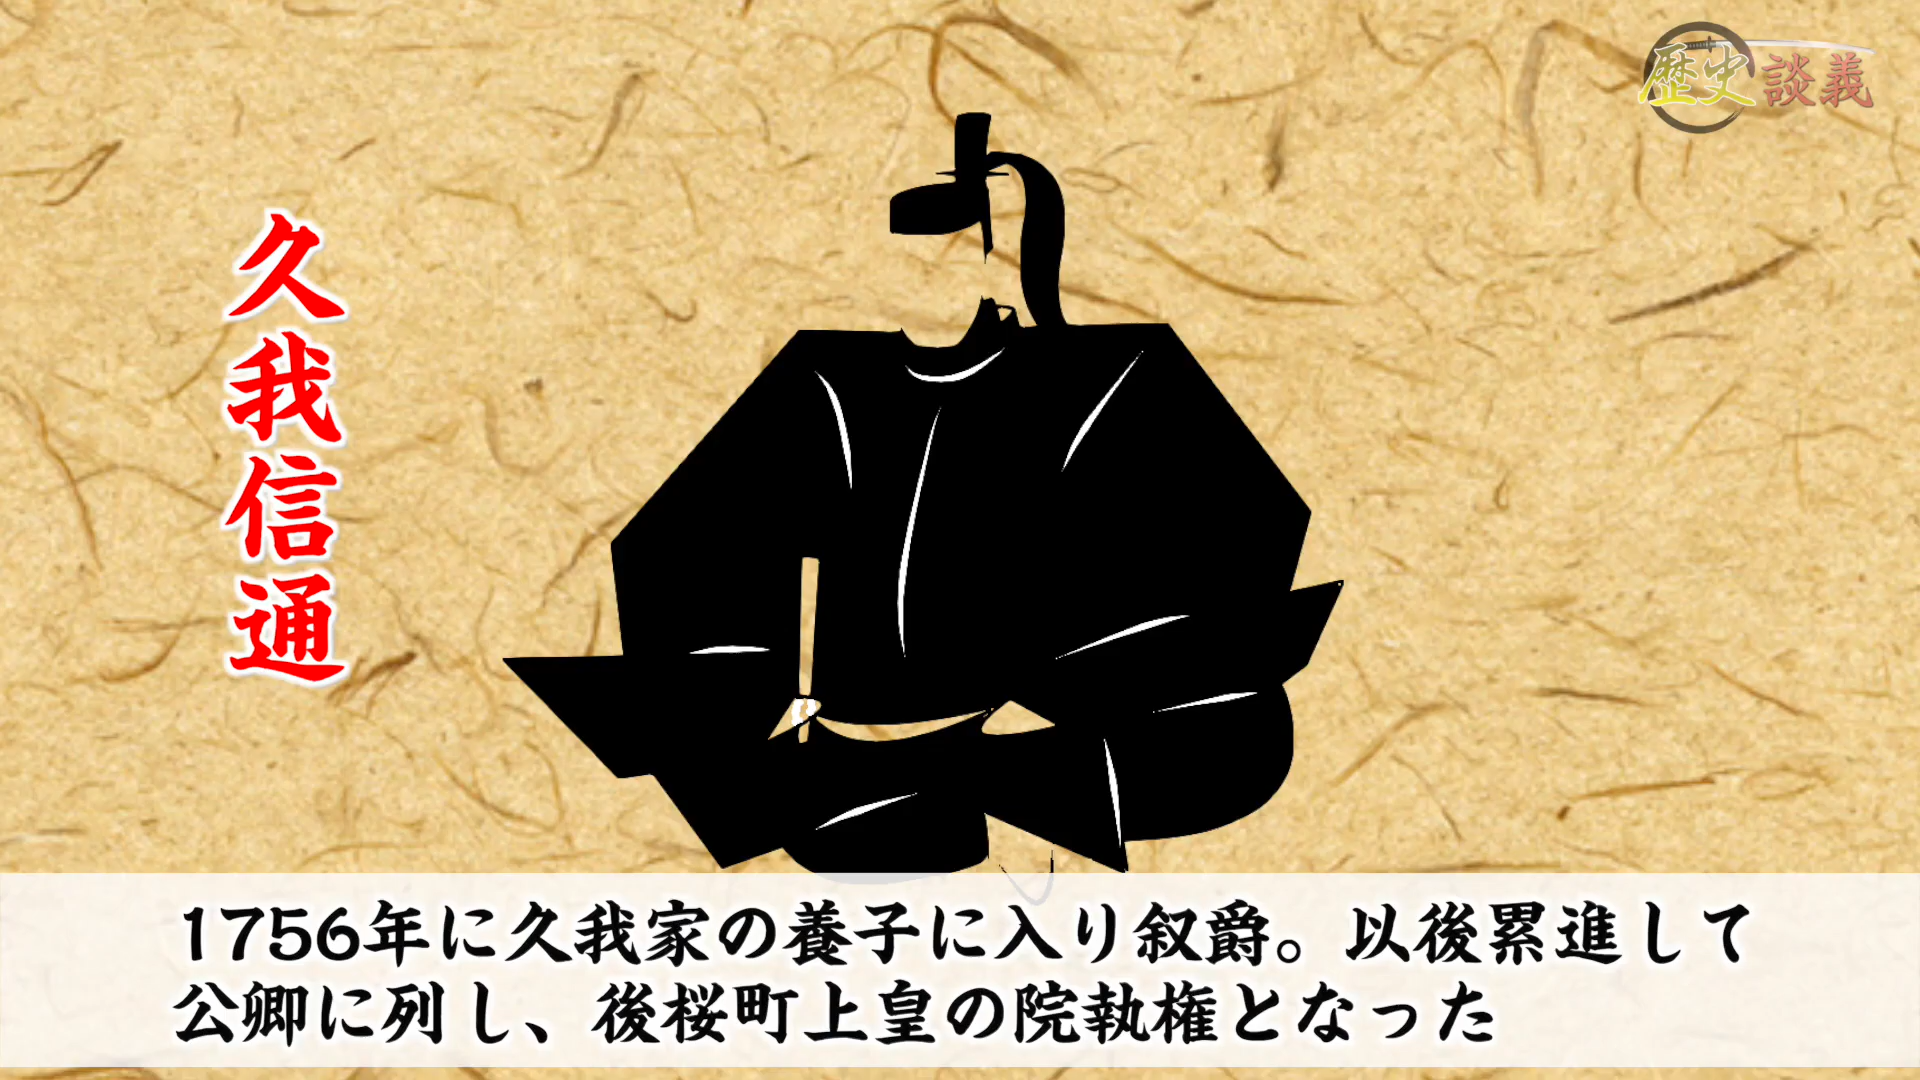 歴史談義
久我信通
1756年に久我家の養子に入り叙爵。以後累進して
公卿に列し、後桜町上皇の院執権となった